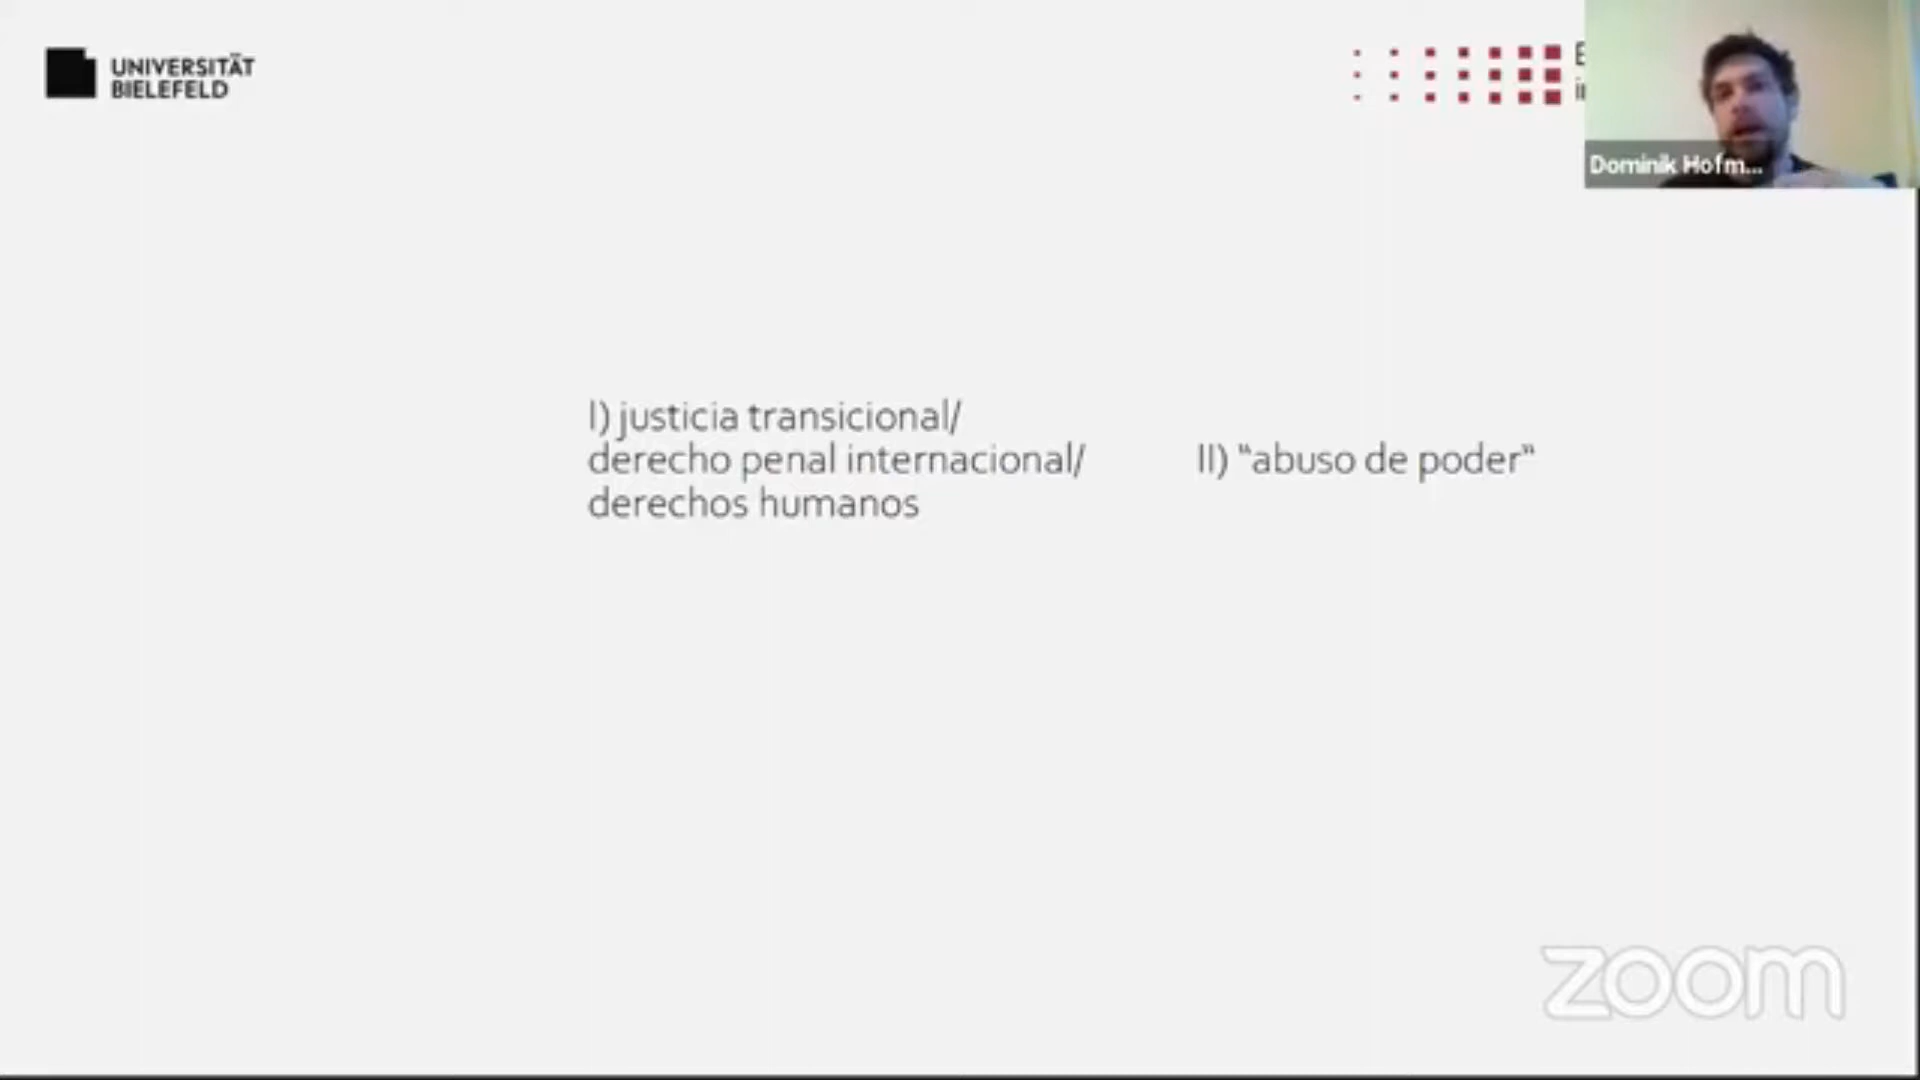 UNIVERSITÄT
BIELEFELD
Dominik Hofm...
I) justicia transicional/
derecho penal internacional/
derechos humanos
II) “abuso de poder“
zoom